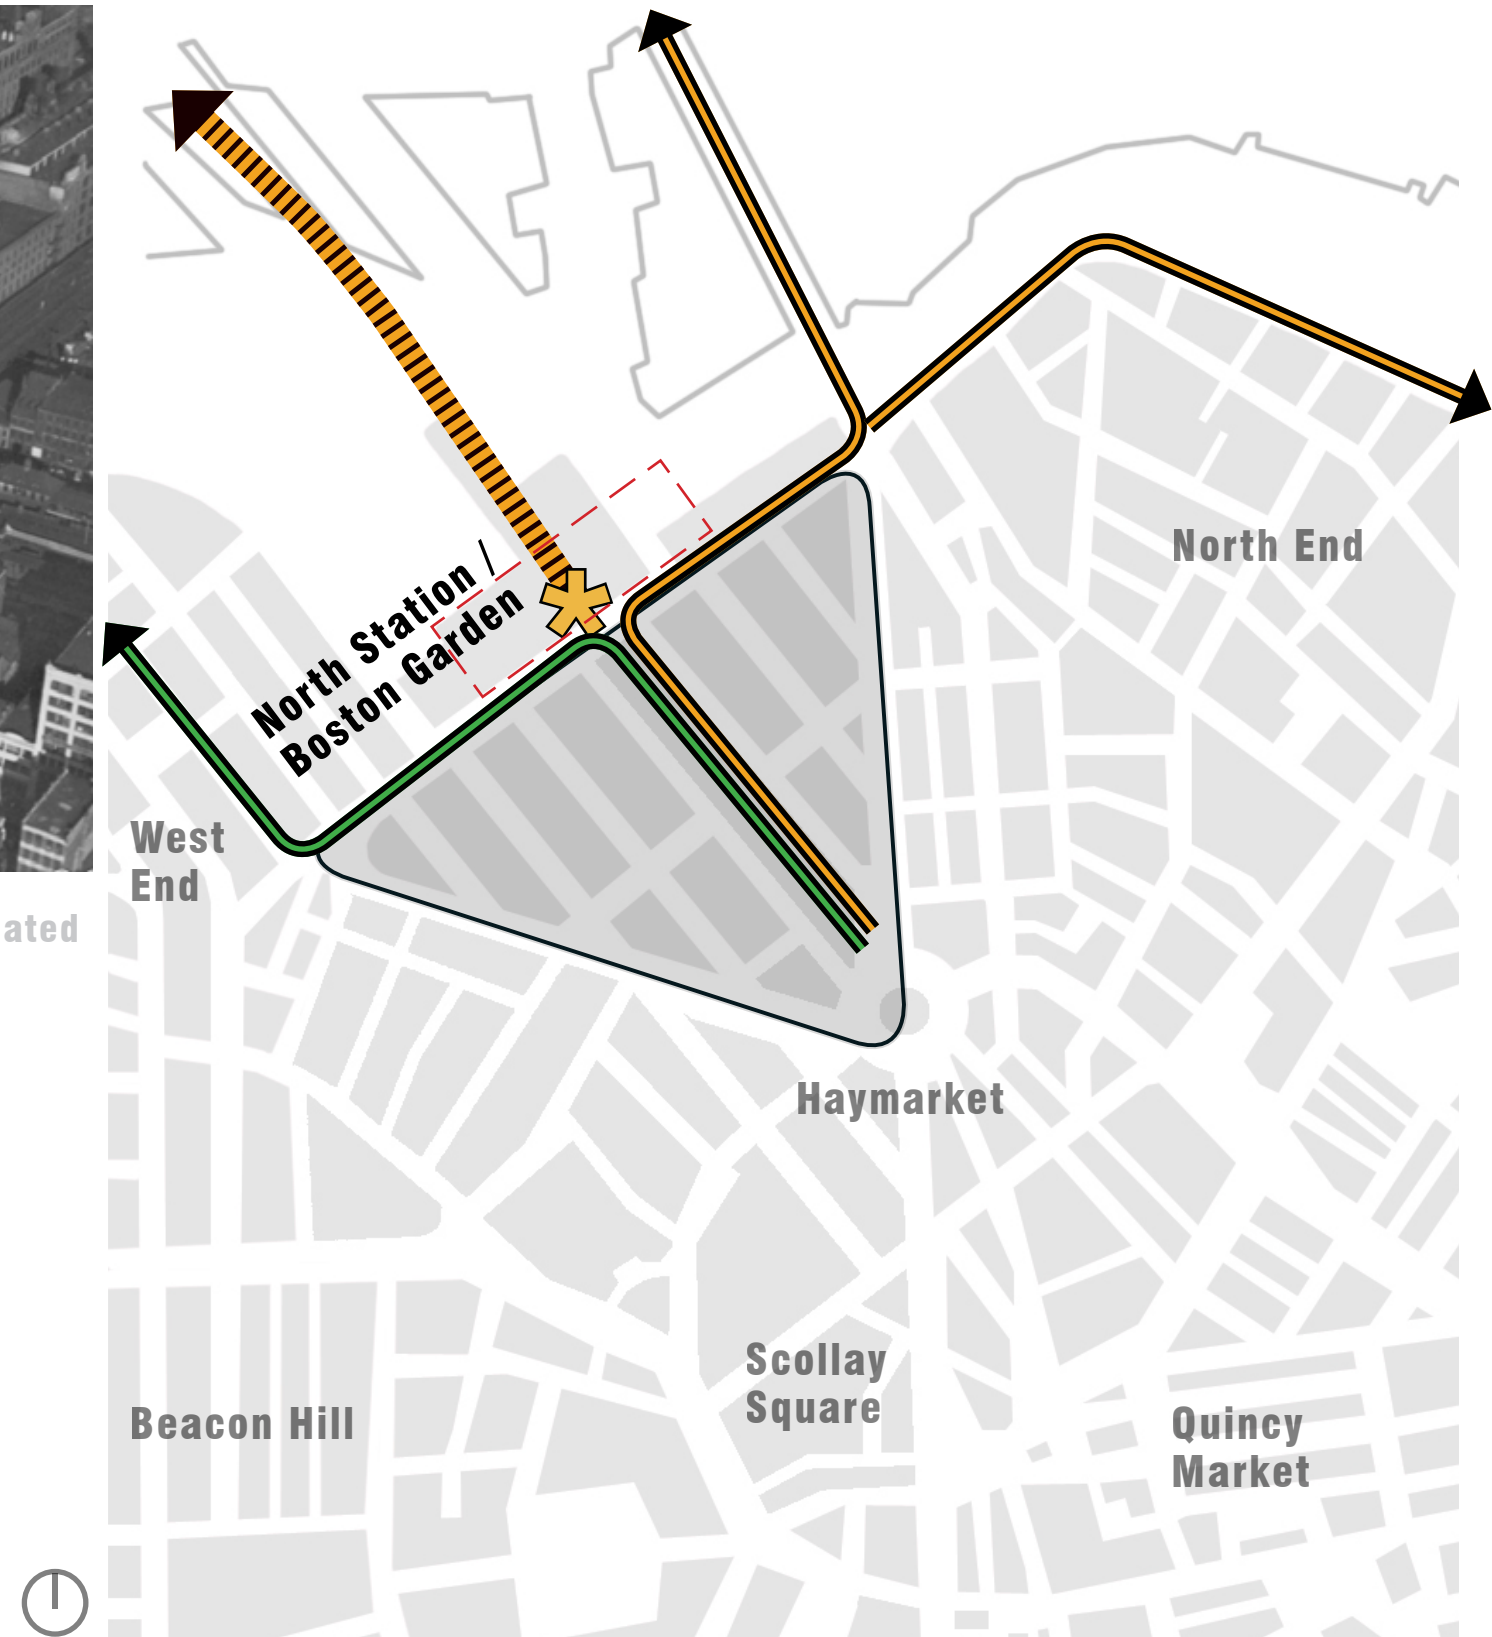 North End
North Station /
Boston Garden
West
End
ated
Haymarket
Scollay
Square
Beacon Hill
Quincy
Market